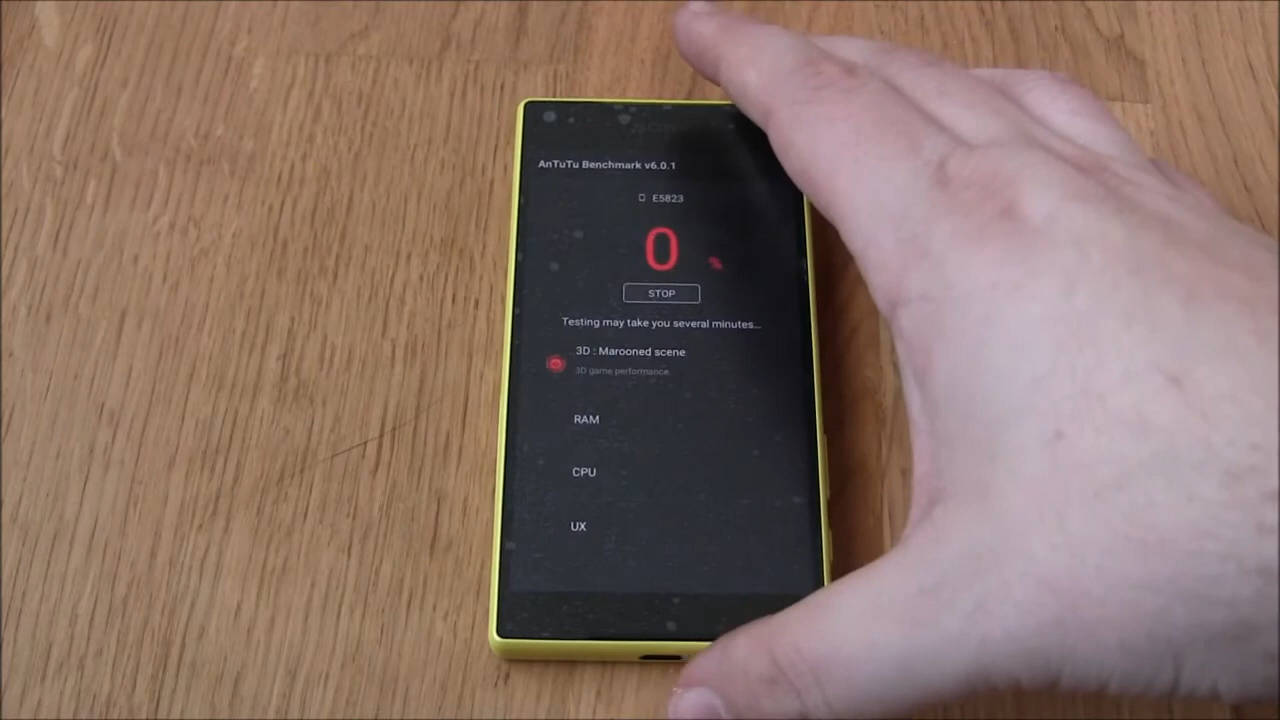 AnTuTu Benchmark v6.0.1
E5823
0 %
STOP
Testing may take you several minutes...
3D : Marooned scene
3D game performance
RAM
CPU
UX